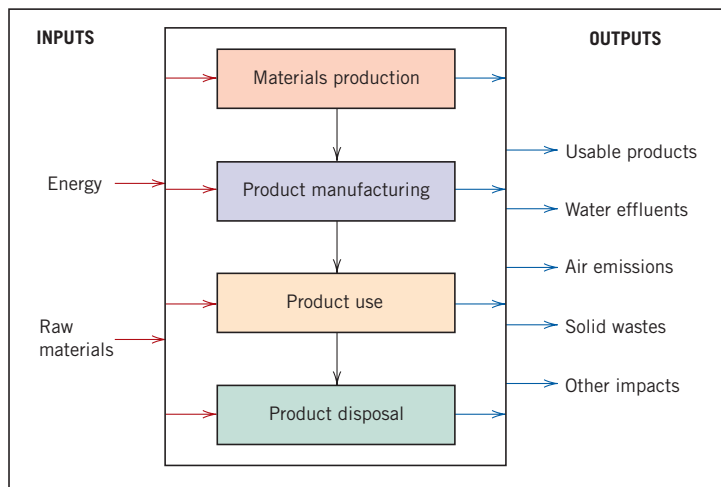 INPUTS
OUTPUTS
Materials production
Usable products
Energy
Product manufacturing
Water effluents
Air emissions
Product use
Raw
materials
Solid wastes
Other impacts
Product disposal